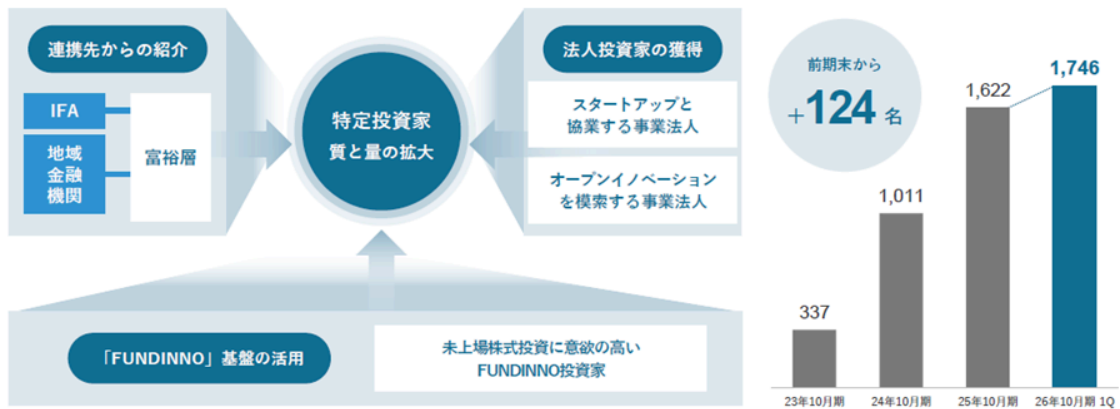 連携先からの紹介
IFA
地域
金融
機関
富裕層
特定投資家
質と量の拡大
法人投資家の獲得
スタートアップと
協業する事業法人
オープンイノベーション
を模索する事業法人
「FUNDINNO」基盤の活用
未上場株式投資に意欲の高い
FUNDINNO投資家
前期末から
+124 名
337
1,011
1,622
1,746
23年10月期
24年10月期
25年10月期
26年10月期 1Q